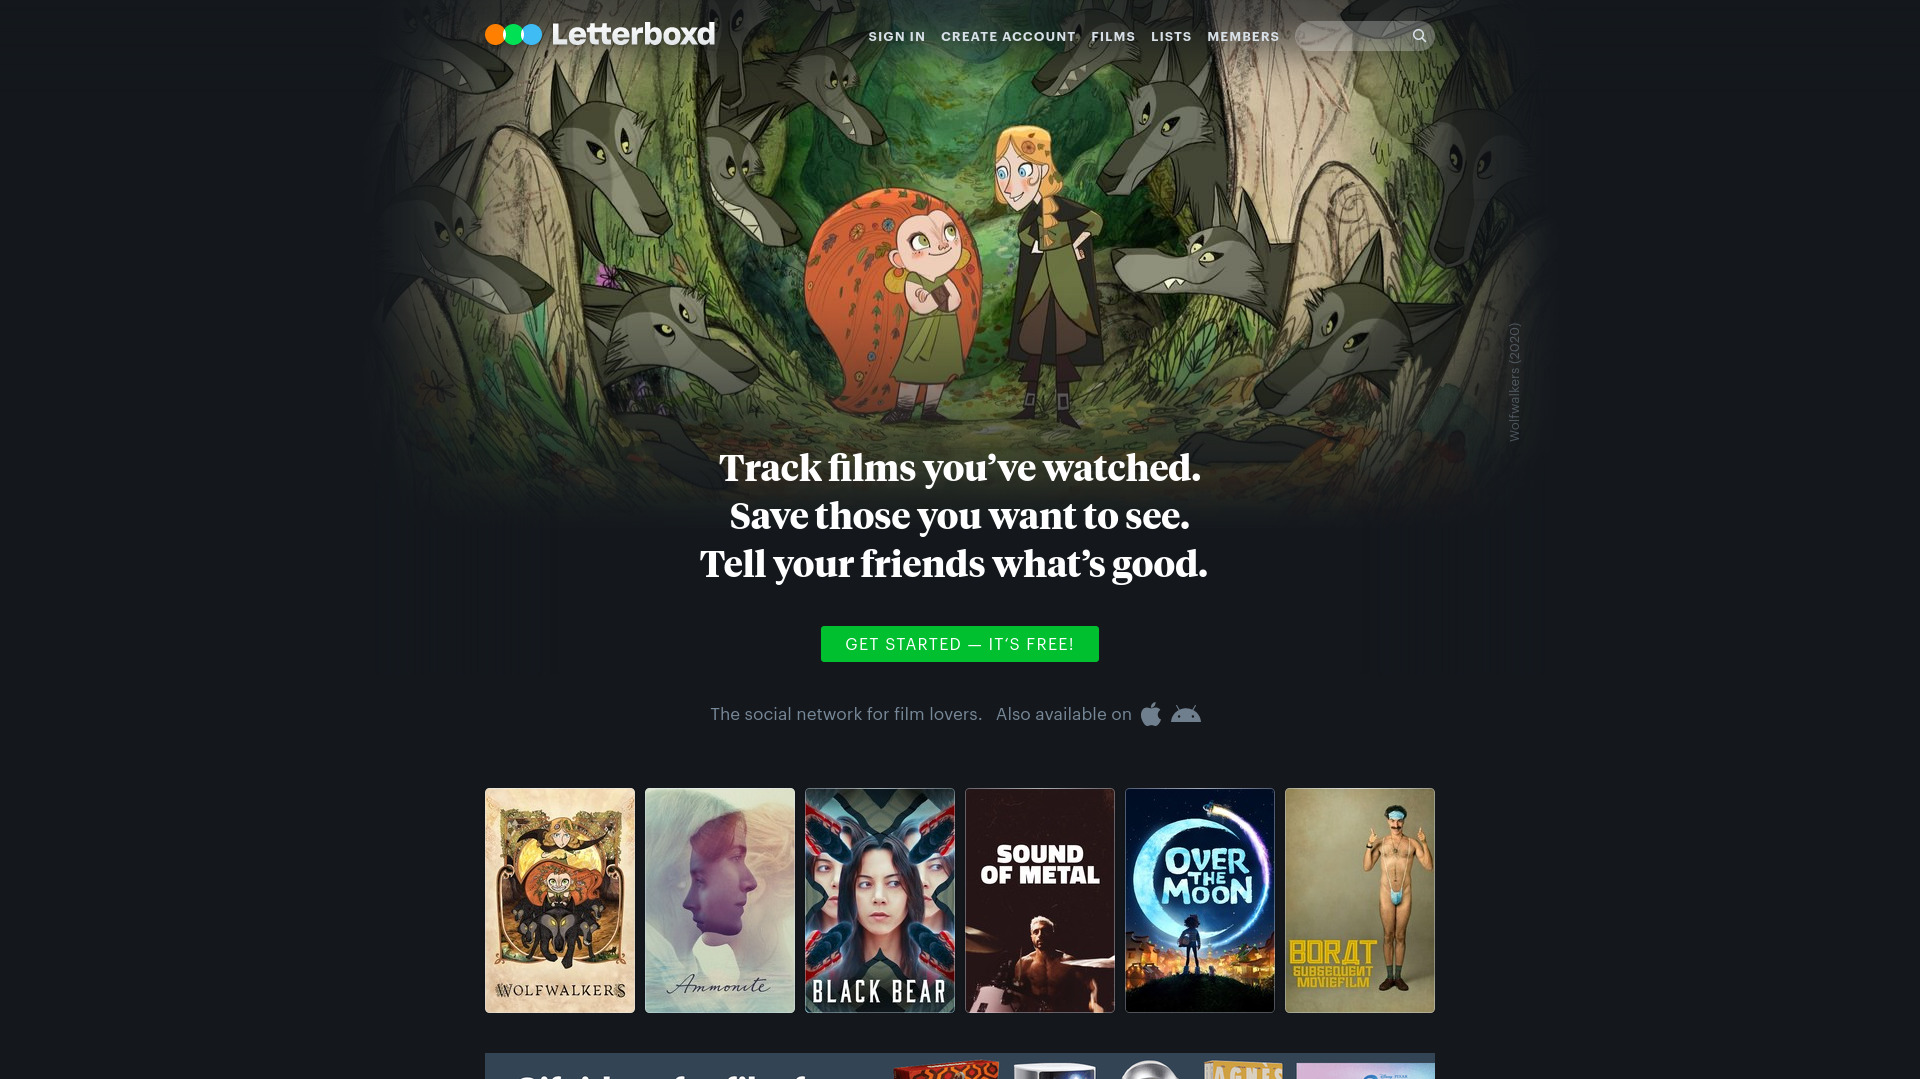 Letterboxd
SIGN IN CREATE ACCOUNT FILMS LISTS MEMBERS
Wolfwalkers (2020)
Track films you’ve watched.
Save those you want to see.
Tell your friends what’s good.
GET STARTED — IT’S FREE!
The social network for film lovers. Also available on
WOLFWALKERS
Ammonite
BLACK BEAR
SOUND
OF METAL
OVER
THE
MOON
BORAT
SUBSEQUENT
MOVIEFILM
AGNÈS